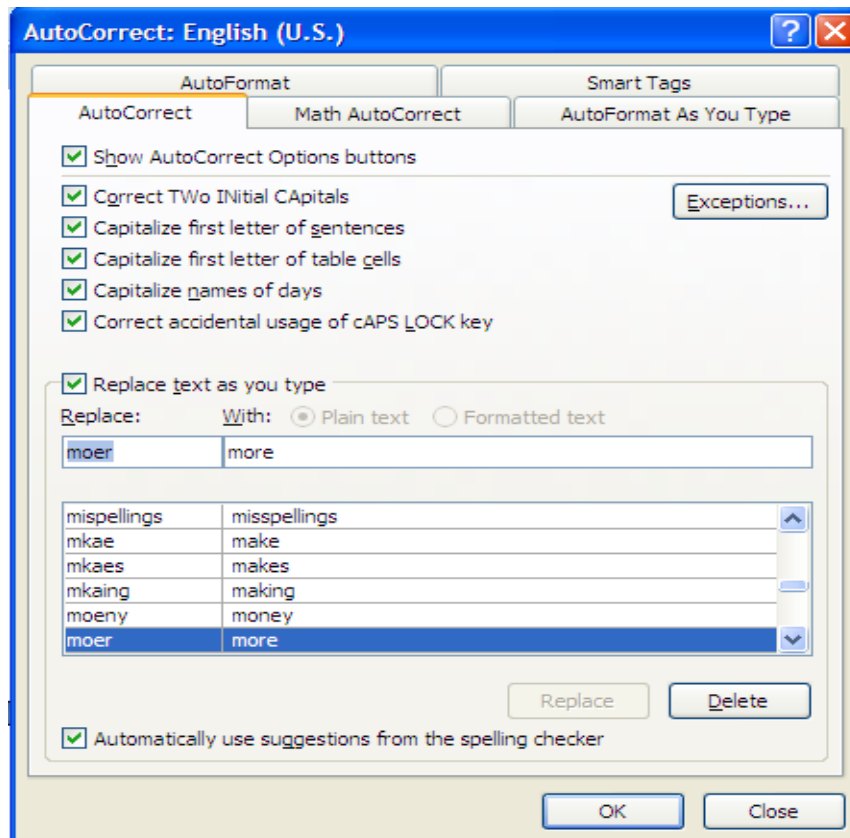 AutoCorrect: English (U.S.)
AutoFormat Smart Tags
AutoCorrect Math AutoCorrect AutoFormat As You Type
Show AutoCorrect Options buttons
Correct TWo INitial CApitals
Exceptions...
Capitalize first letter of sentences
Capitalize first letter of table cells
Capitalize names of days
Correct accidental usage of cAPS LOCK key
Replace text as you type
Replace: With: Plain text Formatted text
moer more
mispellings misspellings
mkae make
mkaes makes
mkaing making
moeny money
moer more
Replace Delete
Automatically use suggestions from the spelling checker
OK Close